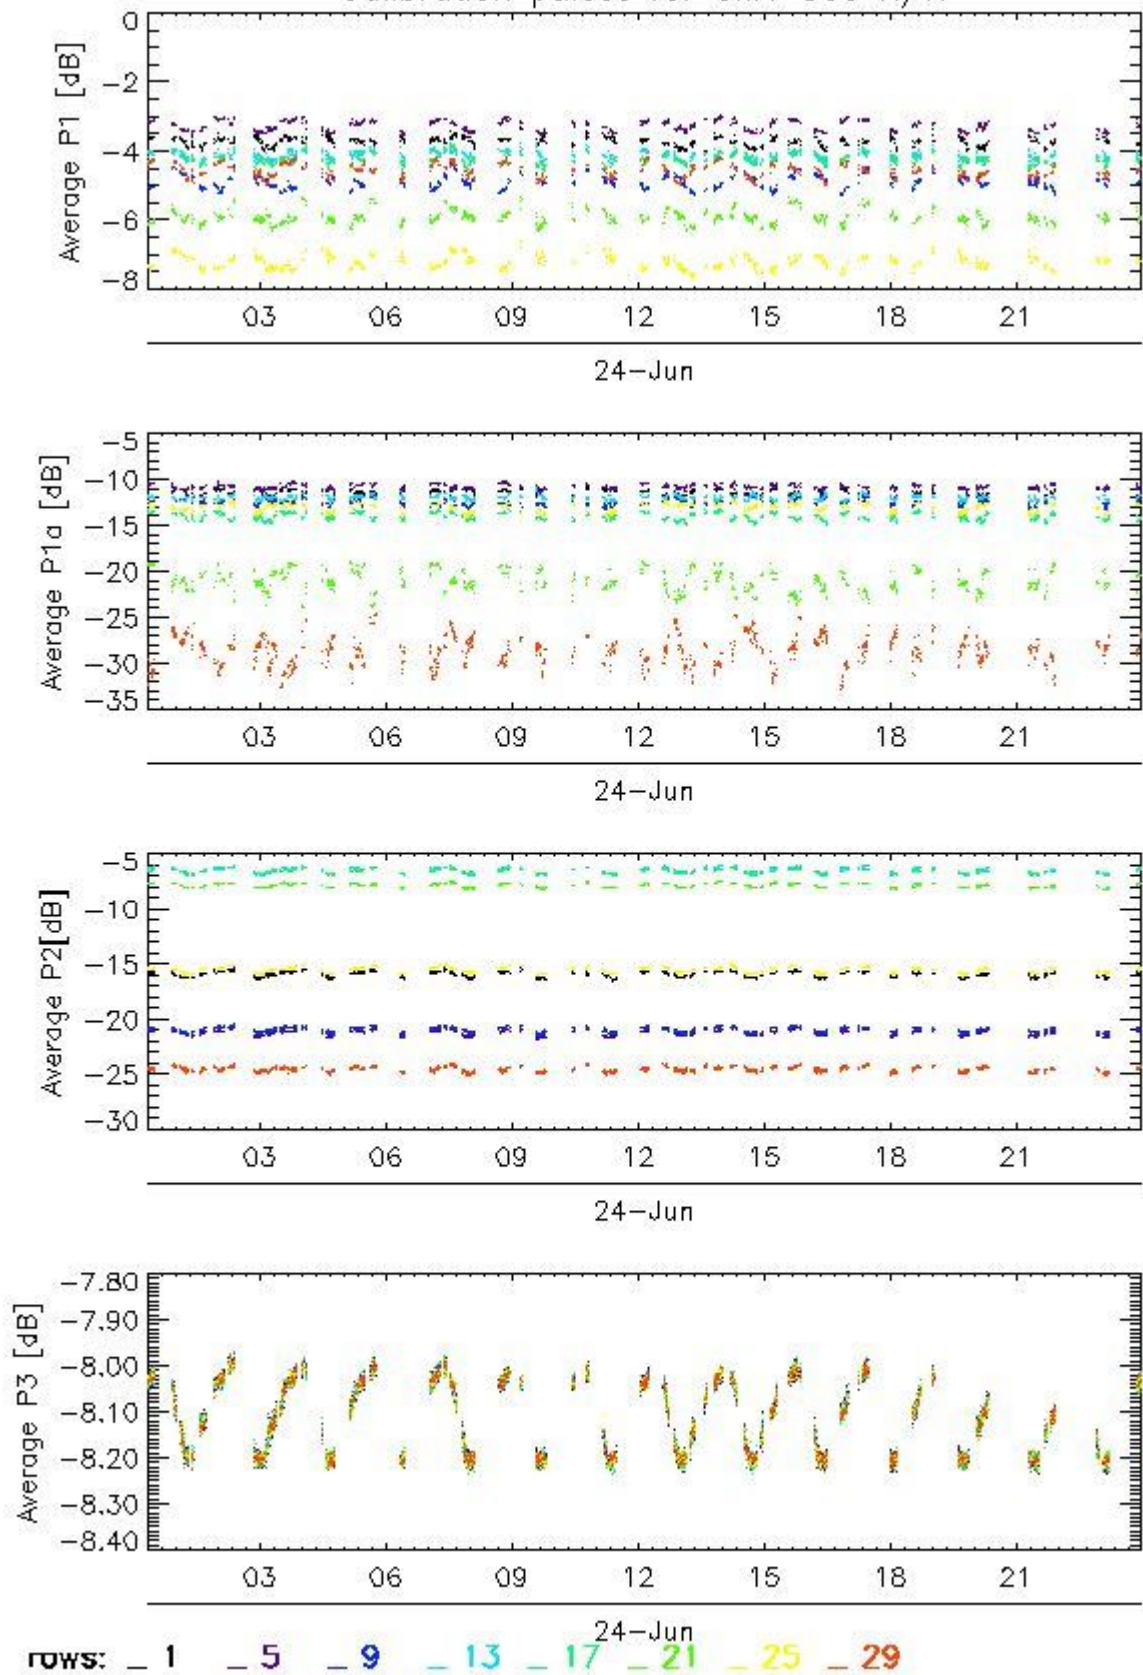 0
-2
-4
-6
-8
Average P1 [dB]
03 06 09 12 15 18 21
24-Jun
-5
-10
-15
-20
-25
-30
-35
Average P1a [dB]
03 06 09 12 15 18 21
24-Jun
-5
-10
-15
-20
-25
-30
Average P2[dB]
03 06 09 12 15 18 21
24-Jun
-7.80
-7.90
-8.00
-8.10
-8.20
-8.30
-8.40
Average P3 [dB]
03 06 09 12 15 18 21
24-Jun
rows: _ 1 _ 5 _ 9 _ 13 _ 17 _ 21 _ 25 _ 29